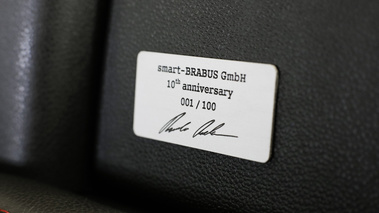 smart-BRABUS GmbH
10th anniversary
001 / 100